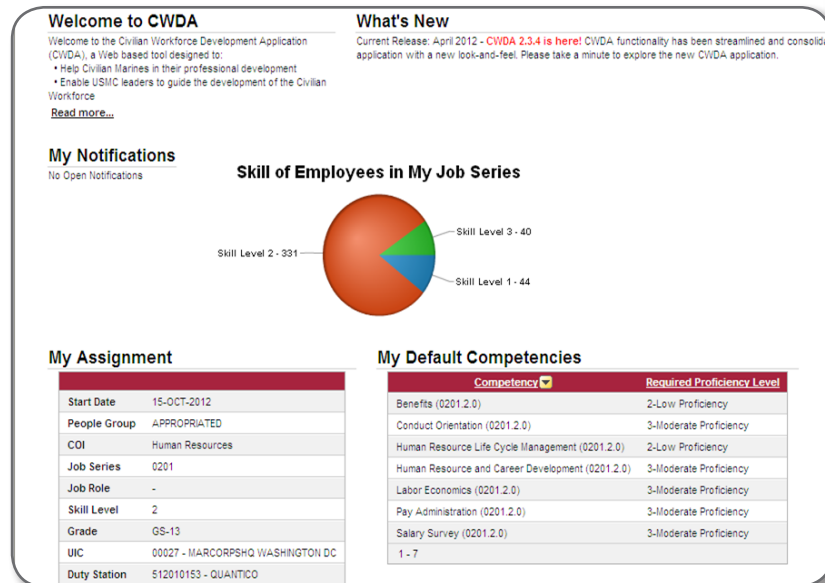 Welcome to CWDA
Welcome to the Civilian Workforce Development Application
(CWDA), a Web based tool designed to:
• Help Civilian Marines in their professional development
• Enable USMC leaders to guide the development of the Civilian
Workforce
Read more...
What's New
Current Release: April 2012 - CWDA 2.3.4 is here! CWDA functionality has been streamlined and consolida
application with a new look-and-feel. Please take a minute to explore the new CWDA application.
My Notifications
No Open Notifications
Skill of Employees in My Job Series
Skill Level 3 - 40
Skill Level 2 - 331
Skill Level 1 - 44
My Assignment
Start Date 15-OCT-2012
People Group APPROPRIATED
COI Human Resources
Job Series 0201
Job Role -
Skill Level 2
Grade GS-13
UIC 00027 - MARCORPSHQ WASHINGTON DC
Duty Station 512010153 - QUANTICO
My Default Competencies
Competency Required Proficiency Level
Benefits (0201.2.0) 2-Low Proficiency
Conduct Orientation (0201.2.0) 3-Moderate Proficiency
Human Resource Life Cycle Management (0201.2.0) 2-Low Proficiency
Human Resource and Career Development (0201.2.0) 3-Moderate Proficiency
Labor Economics (0201.2.0) 3-Moderate Proficiency
Pay Administration (0201.2.0) 3-Moderate Proficiency
Salary Survey (0201.2.0) 3-Moderate Proficiency
1 - 7